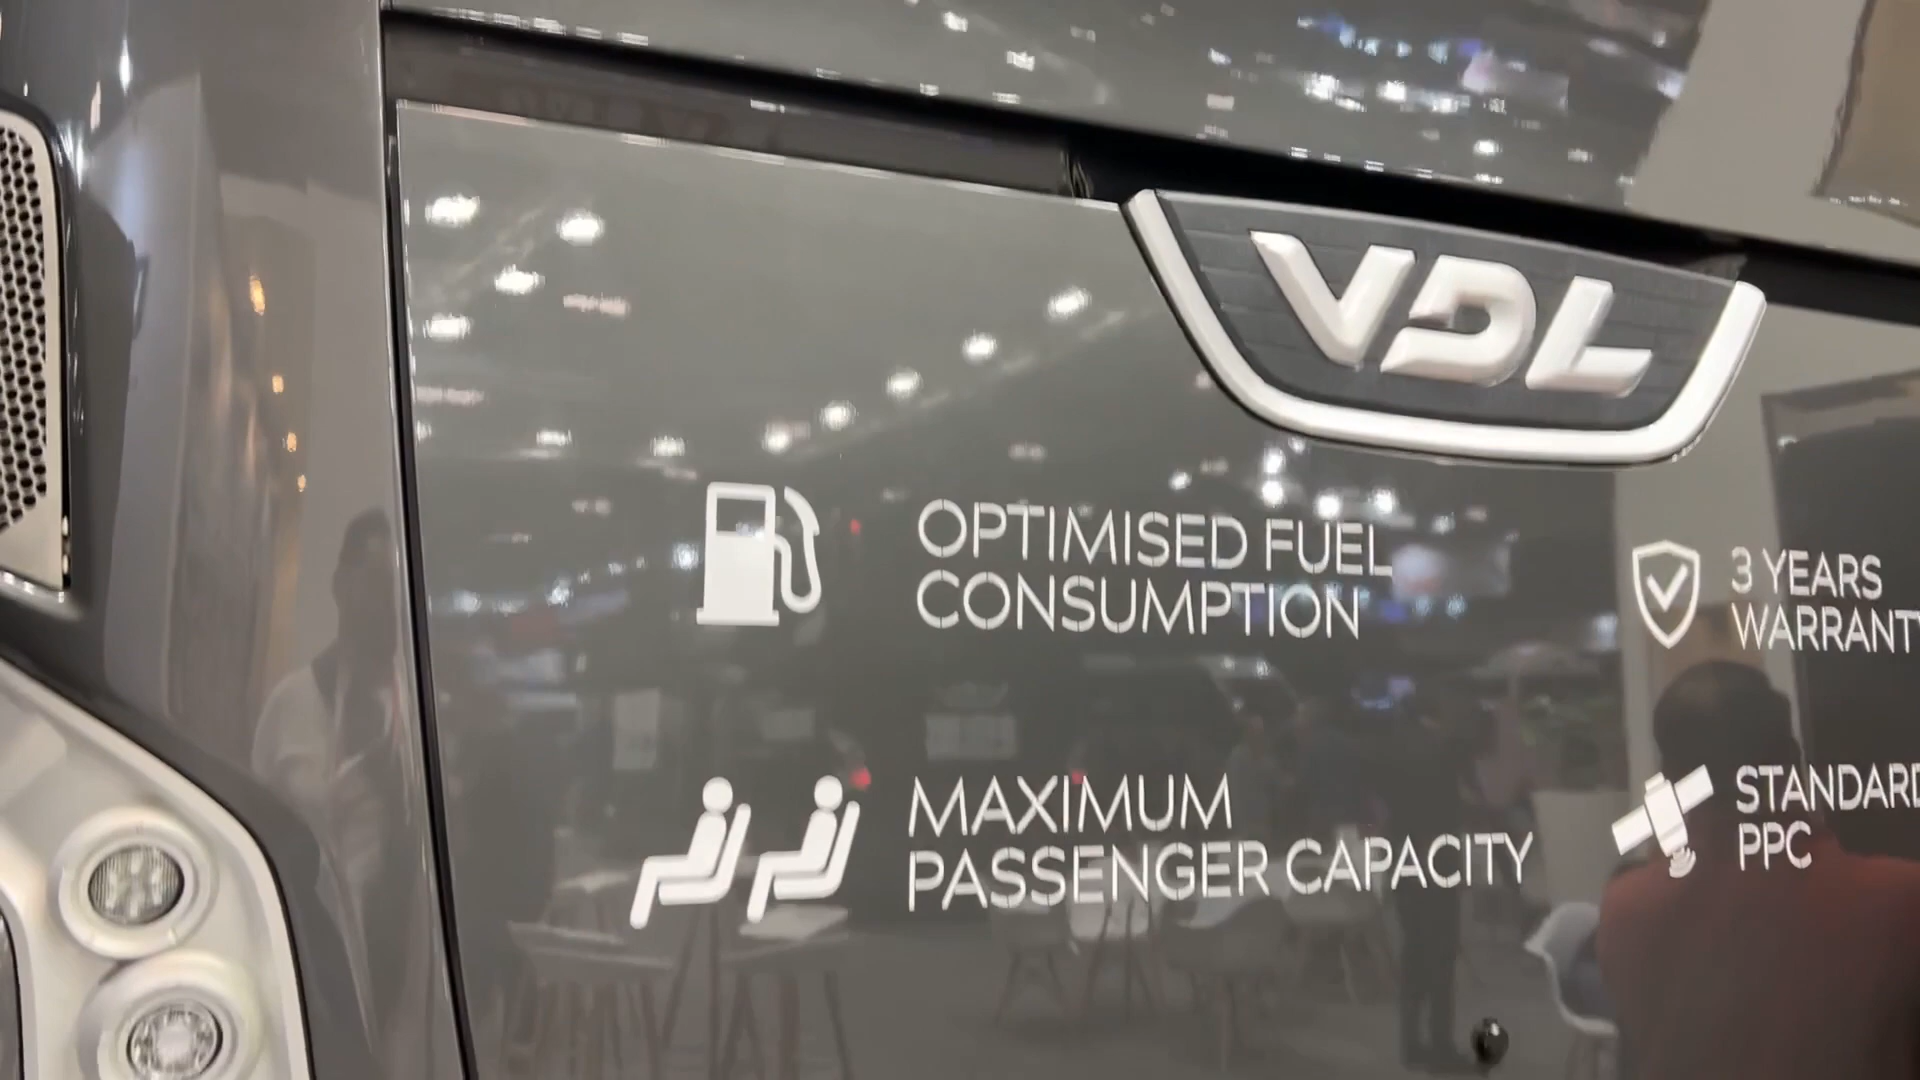 VDL
OPTIMISED FUEL
CONSUMPTION
3 YEARS
WARRANTY
MAXIMUM
PASSENGER CAPACITY
STANDARD
PPC